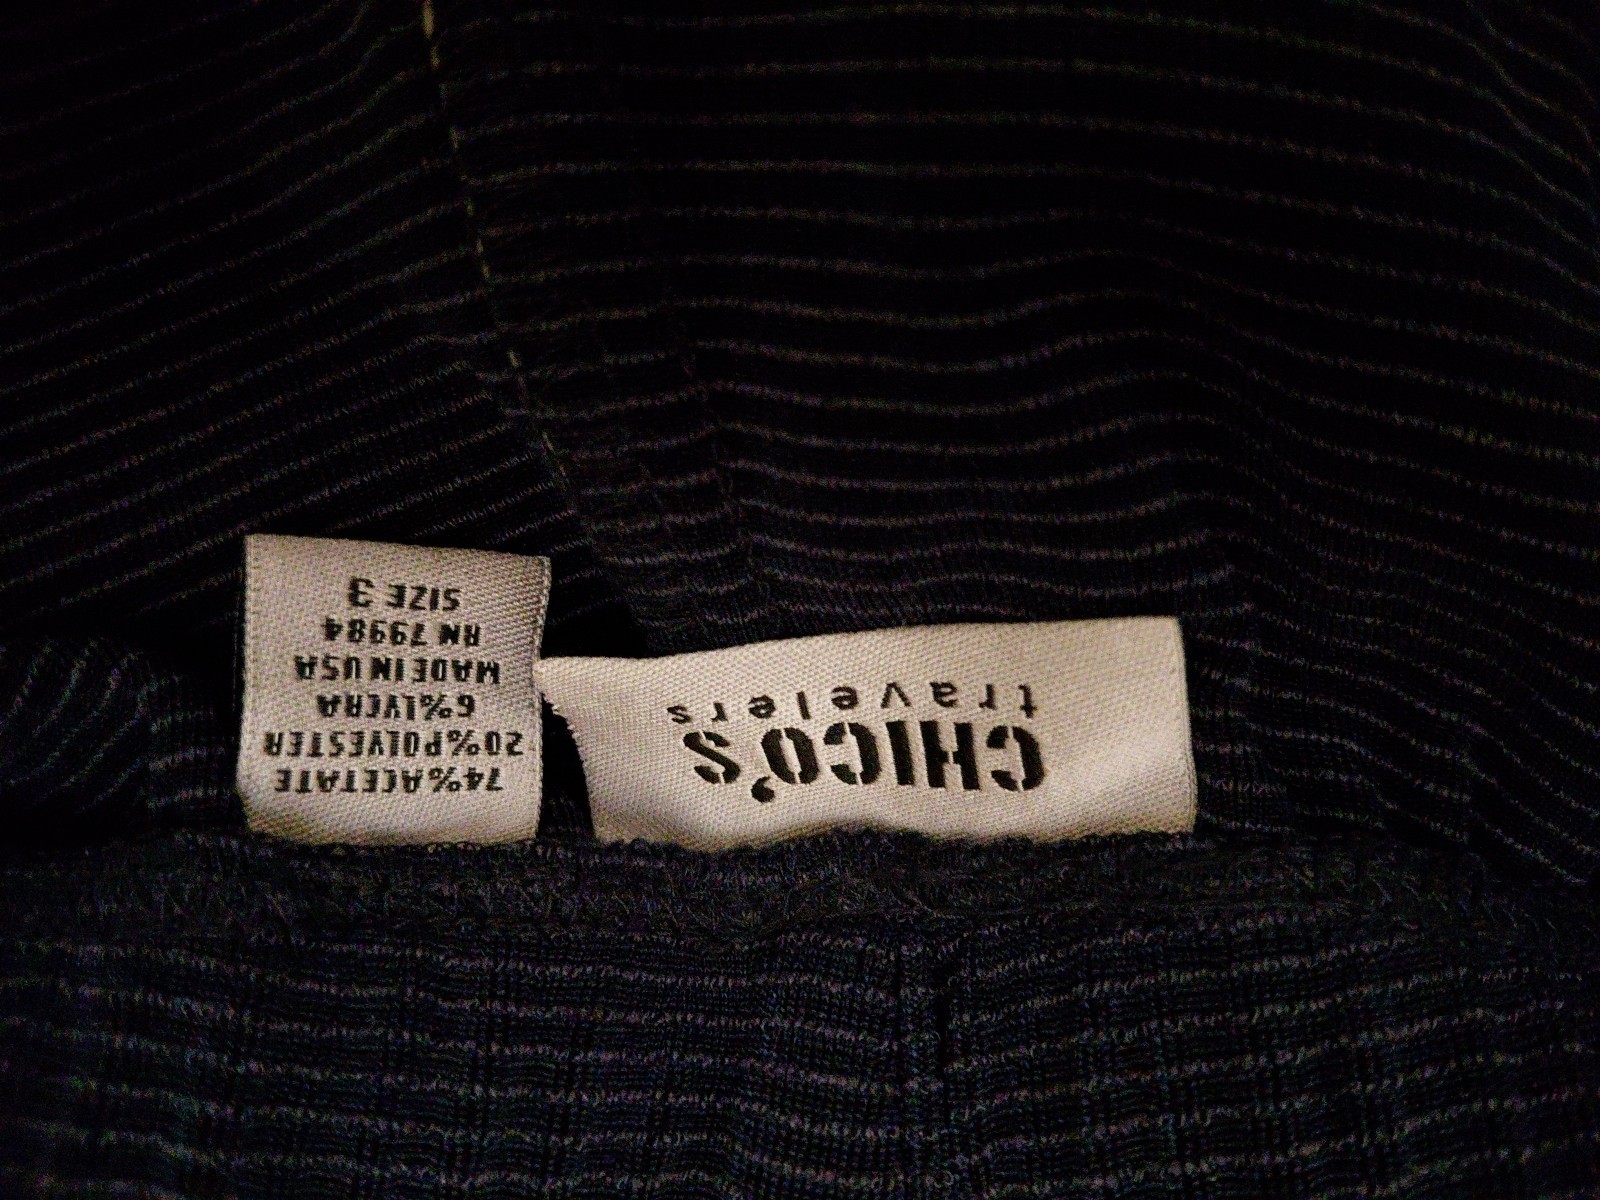 CHICO'S
travelers
74% ACETATE
20% POLYESTER
6% LYCRA
MADE IN USA
RN 79984
SIZE 3